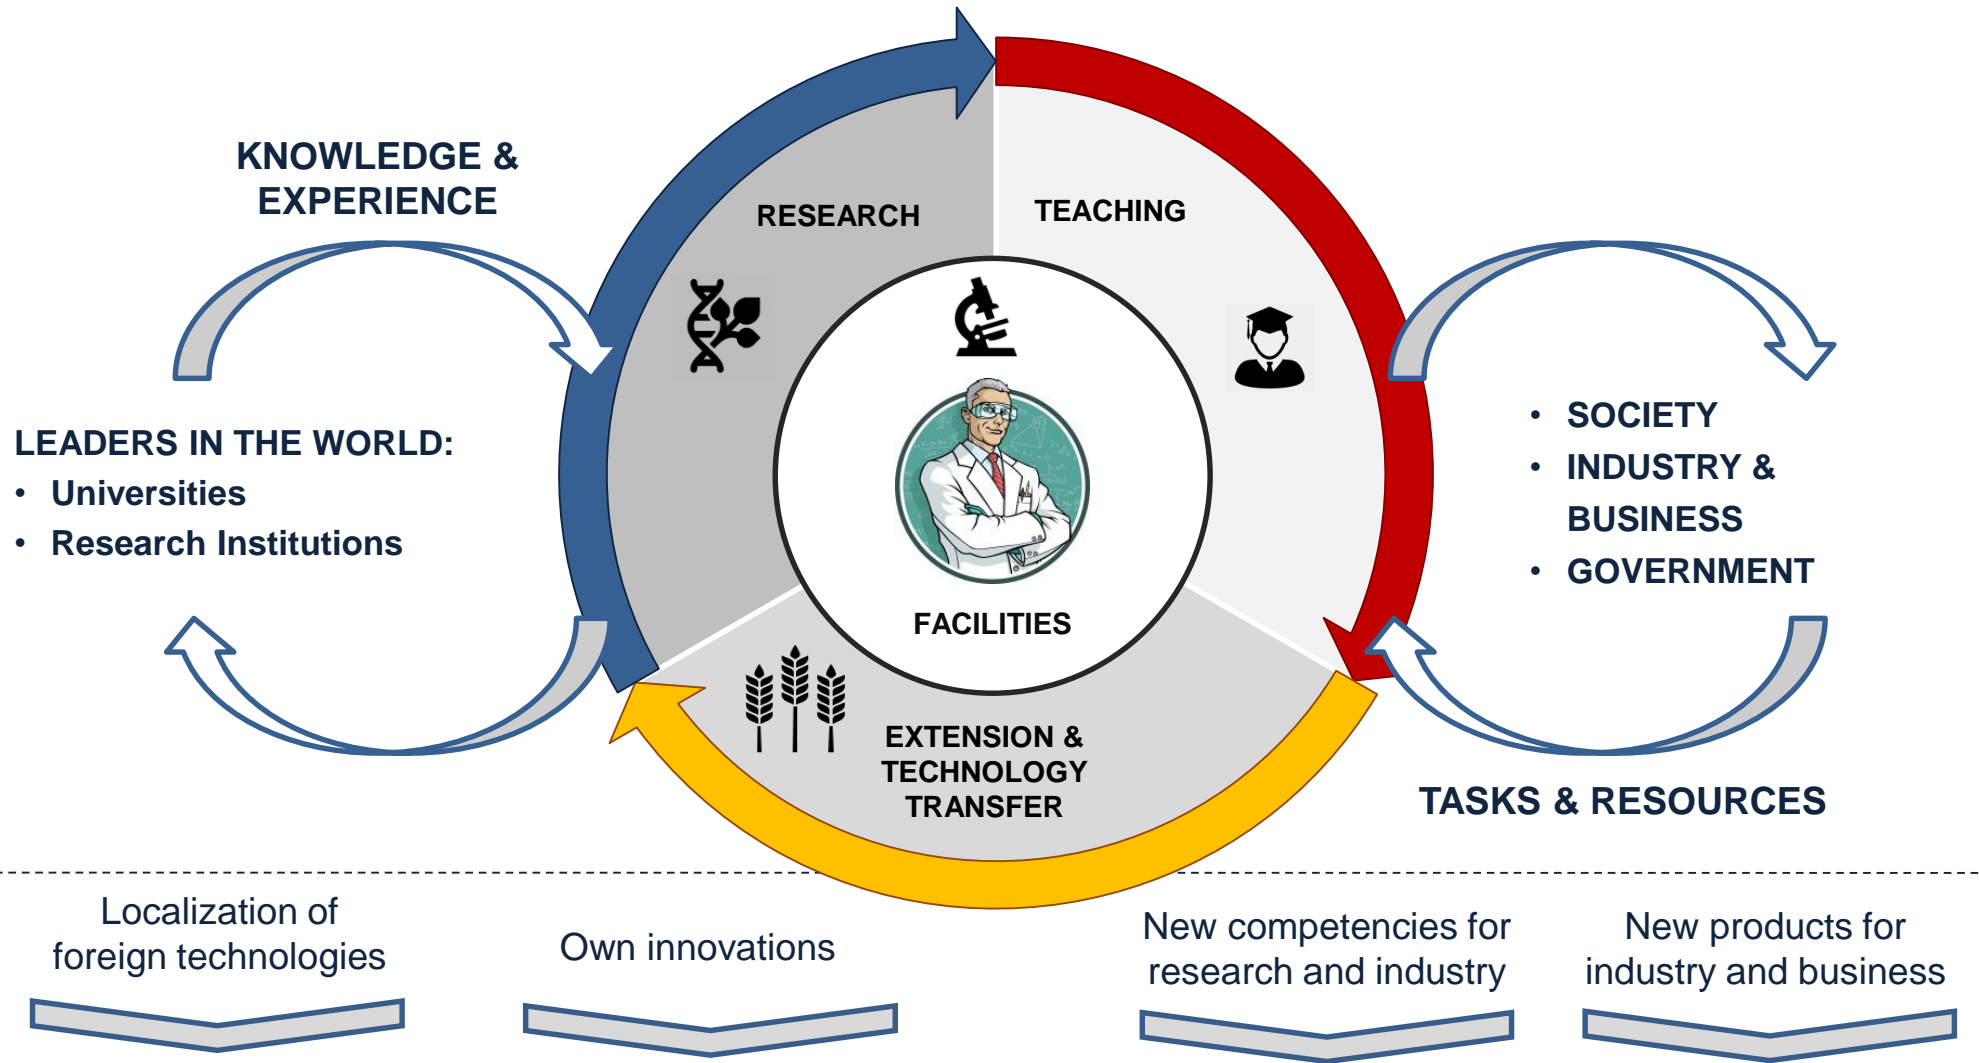 KNOWLEDGE &
EXPERIENCE
RESEARCH
TEACHING
LEADERS IN THE WORLD:
• Universities
• Research Institutions
• SOCIETY
• INDUSTRY &
BUSINESS
• GOVERNMENT
FACILITIES
EXTENSION &
TECHNOLOGY
TRANSFER
TASKS & RESOURCES
Localization of
foreign technologies
Own innovations
New competencies for
research and industry
New products for
industry and business